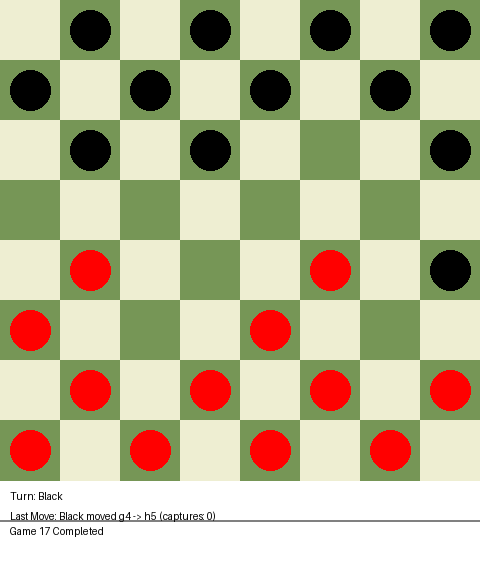 Turn: Black
Last Move: Black moved g4 -> h5 (captures: 0)
Game 17 Completed